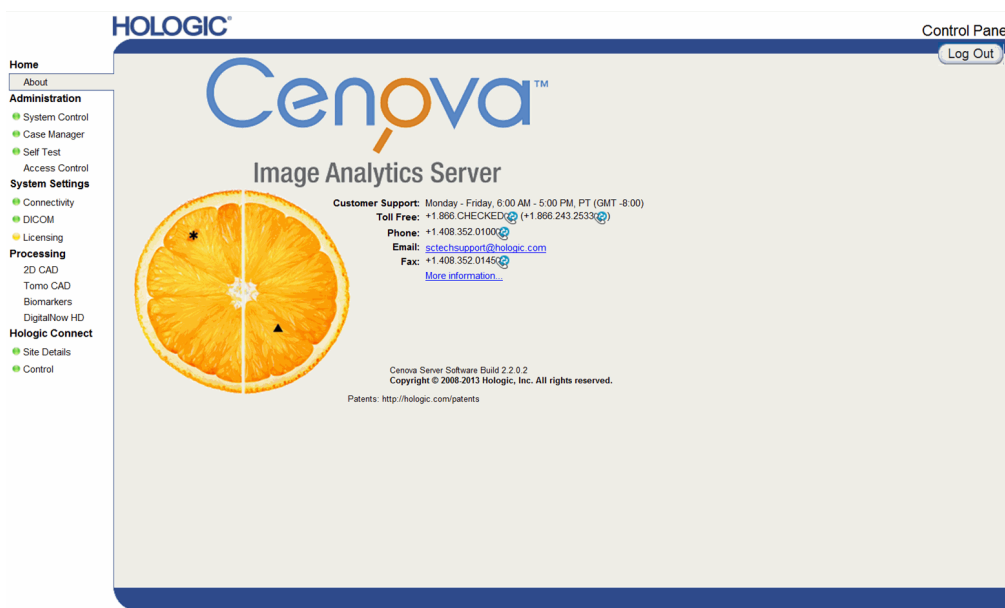 HOLOGIC®
Control Pane
Log Out
Home
About
Administration
System Control
Case Manager
Self Test
Access Control
System Settings
Connectivity
DICOM
Licensing
Processing
2D CAD
Tomo CAD
Biomarkers
DigitalNow HD
Hologic Connect
Site Details
Control
Cenova™
Image Analytics Server
Customer Support: Monday - Friday, 6:00 AM - 5:00 PM, PT (GMT -8:00)
Toll Free: +1.866.CHECKED (+1.866.243.2533)
Phone: +1.408.352.0100
Email: sctechsupport@hologic.com
Fax: +1.408.352.0145
More information...
Cenova Server Software Build 2.2.0.2
Copyright © 2008-2013 Hologic, Inc. All rights reserved.
Patents: http://hologic.com/patents